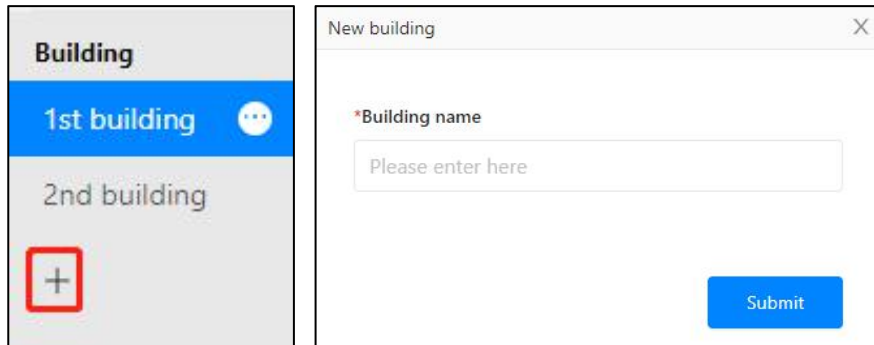 Building
1st building
2nd building
+
New building
X
*Building name
Please enter here
Submit